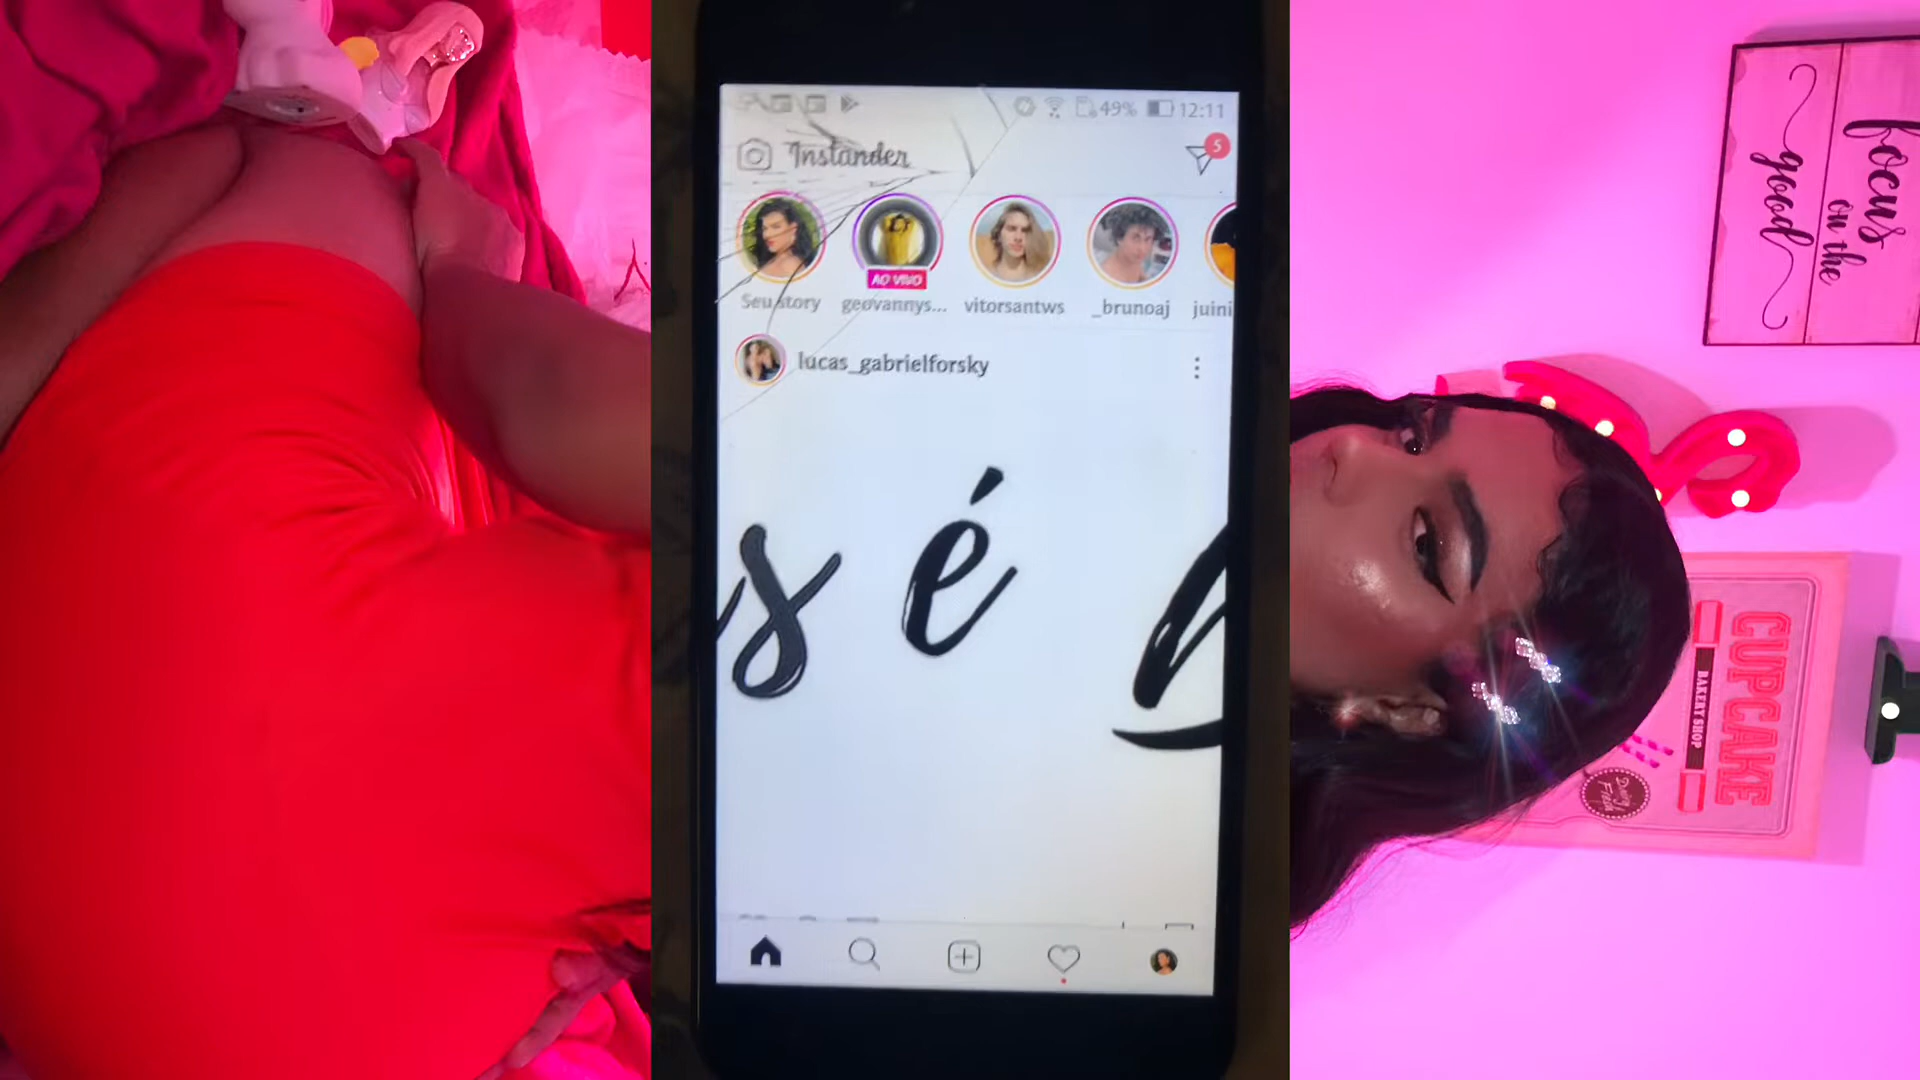 49% 12:11
Instander
5
AO VIVO
Seu story geovannys... vitorsantws _brunoaj juini
lucas_gabrielforsky
s é
focus
on the
good
CUPCAKE
BAKERY SHOP